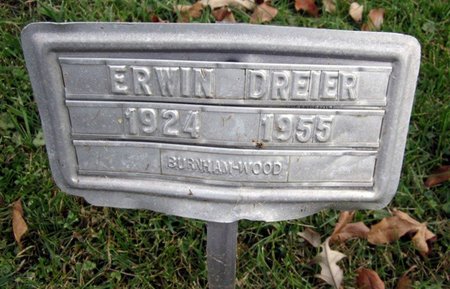 ERWIN DREIER
1924 1955
BURNHAM-WOOD